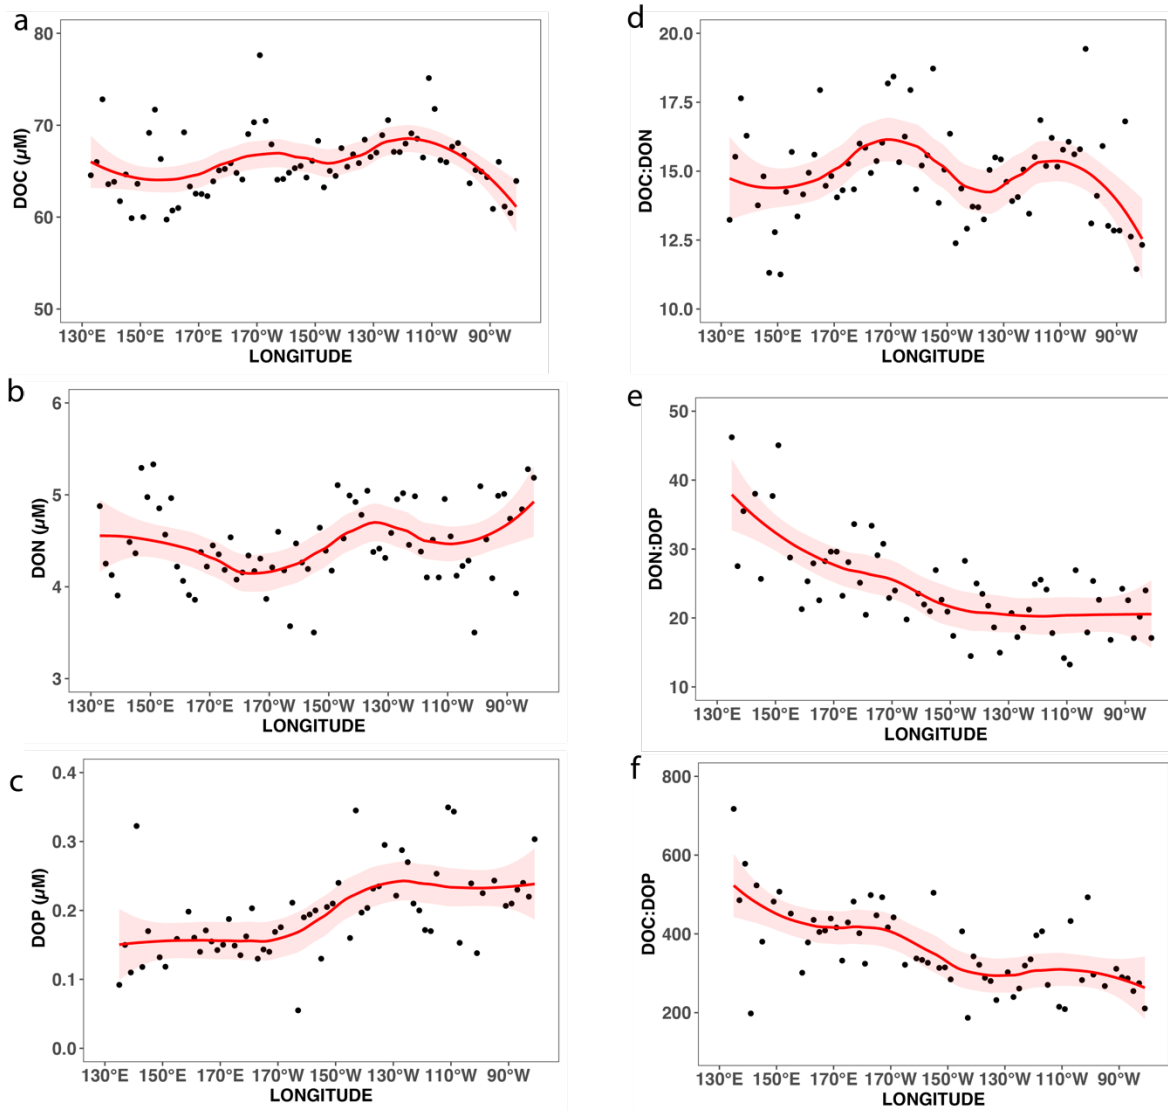 a
80
70
60
50
DOC (µM)
130°E 150°E 170°E 170°W 150°W 130°W 110°W 90°W
LONGITUDE
d
20.0
17.5
15.0
12.5
10.0
DOC:DON
130°E 150°E 170°E 170°W 150°W 130°W 110°W 90°W
LONGITUDE
b
6
5
4
3
DON (µM)
130°E 150°E 170°E 170°W 150°W 130°W 110°W 90°W
LONGITUDE
e
50
40
30
20
10
DON:DOP
130°E 150°E 170°E 170°W 150°W 130°W 110°W 90°W
LONGITUDE
c
0.4
0.3
0.2
0.1
0.0
DOP (µM)
130°E 150°E 170°E 170°W 150°W 130°W 110°W 90°W
LONGITUDE
f
800
600
400
200
DOC:DOP
130°E 150°E 170°E 170°W 150°W 130°W 110°W 90°W
LONGITUDE